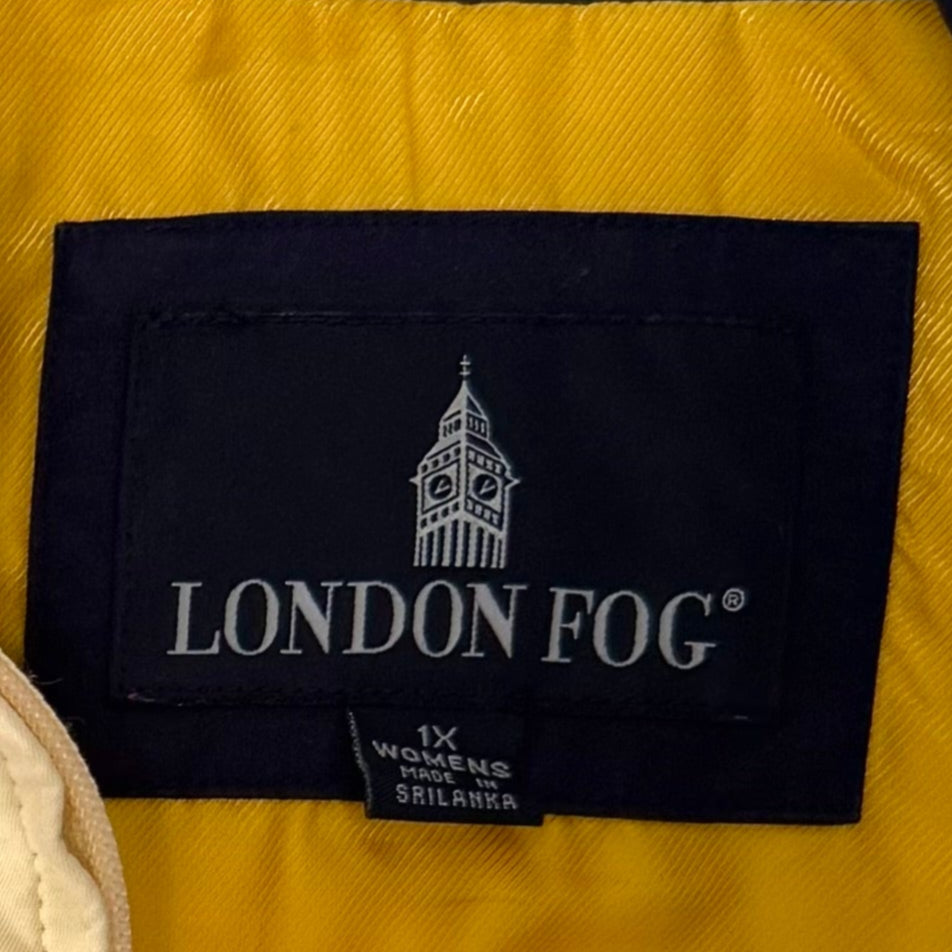 LONDON FOG®
1X
WOMENS
MADE IN
SRILANKA